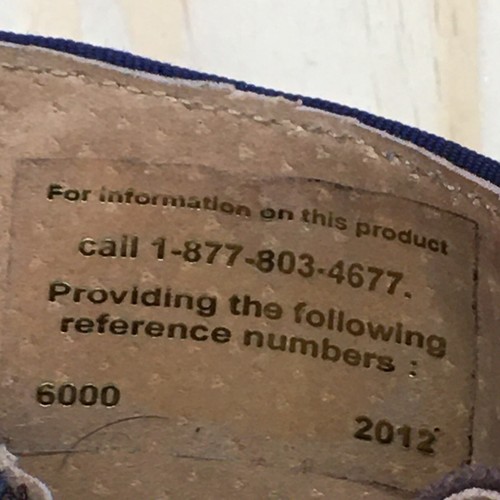 For information on this product
call 1-877-803-4677.
Providing the following
reference numbers :
6000
2012